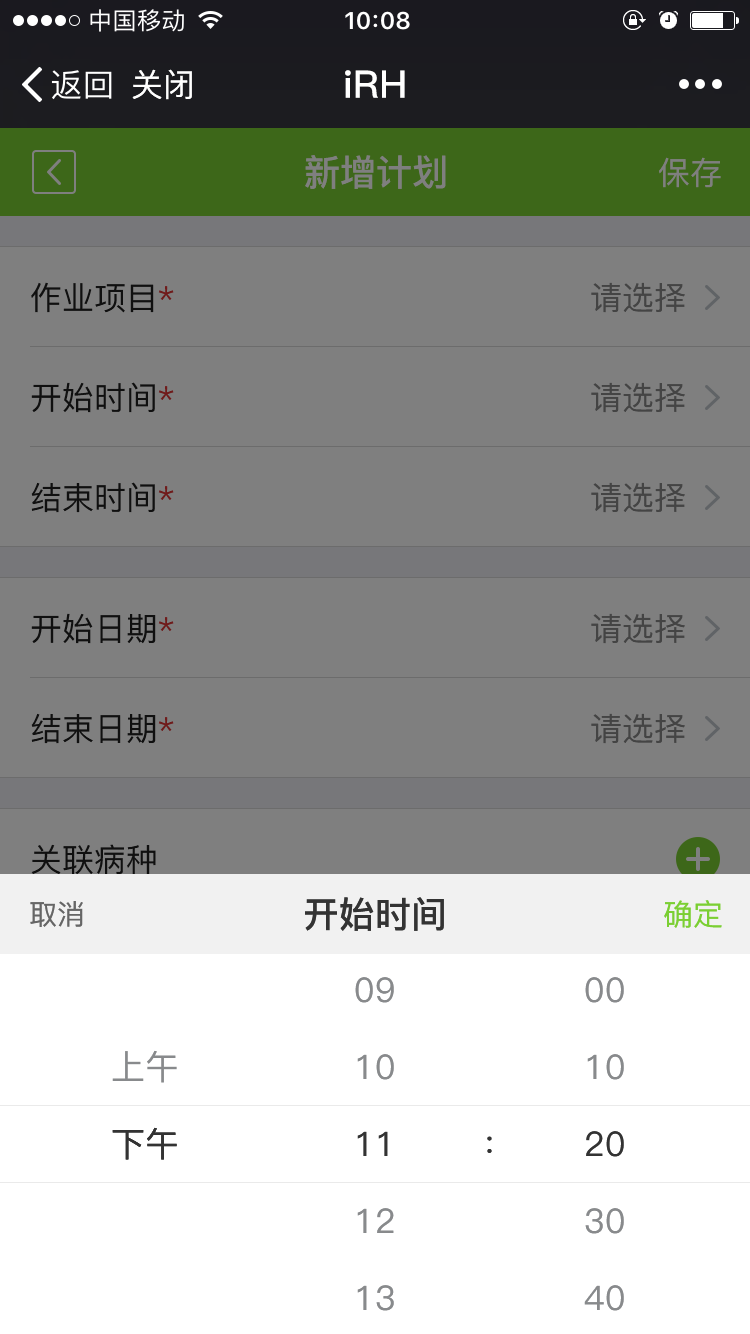 中国移动 10:08
返回 关闭 iRH
新增计划 保存
作业项目* 请选择
开始时间* 请选择
结束时间* 请选择
开始日期* 请选择
结束日期* 请选择
关联病种
取消 开始时间 确定
09 00
上午 10 10
下午 11 : 20
12 30
13 40